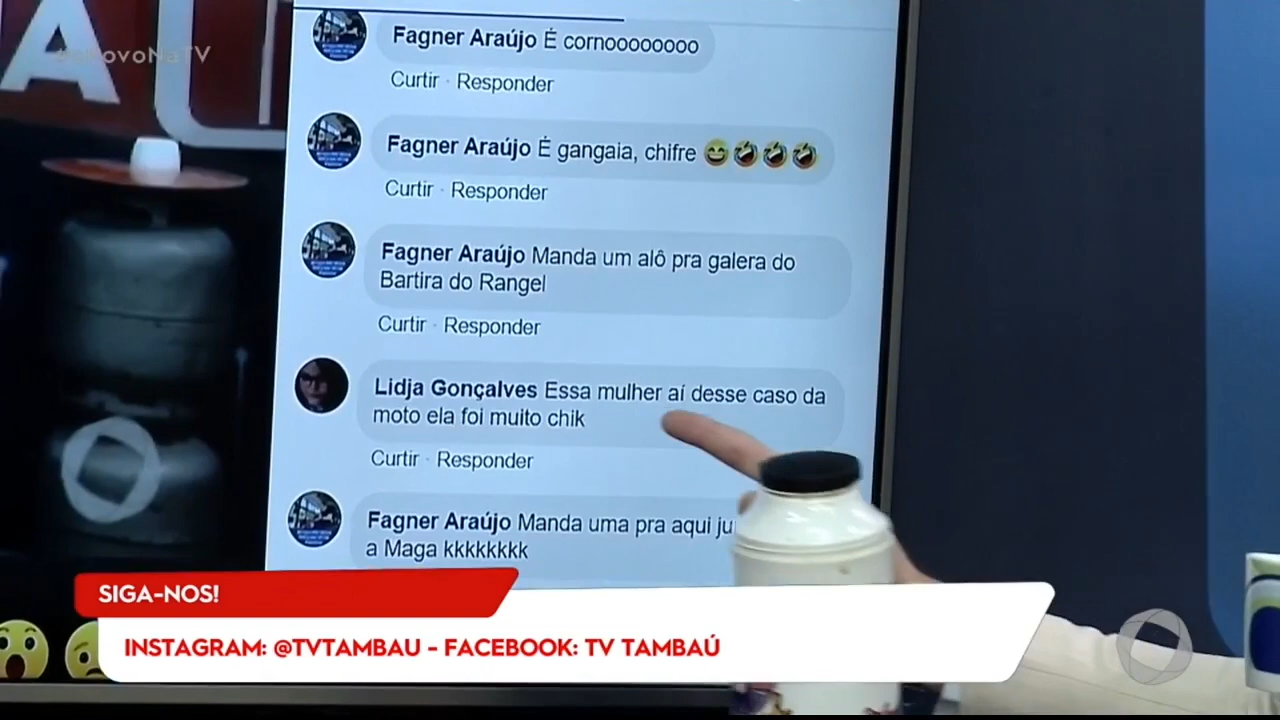 Fagner Araújo É cornoooooooo
Curtir · Responder
Fagner Araújo É gangaia, chifre 😄🤣🤣🤣
Curtir · Responder
Fagner Araújo Manda um alô pra galera do
Bartira do Rangel
Curtir · Responder
Lidja Gonçalves Essa mulher aí desse caso da
moto ela foi muito chik
Curtir · Responder
Fagner Araújo Manda uma pra aqui
a Maga kkkkkkkk
SIGA-NOS!
INSTAGRAM: @TVTAMBAU - FACEBOOK: TV TAMBAÚ